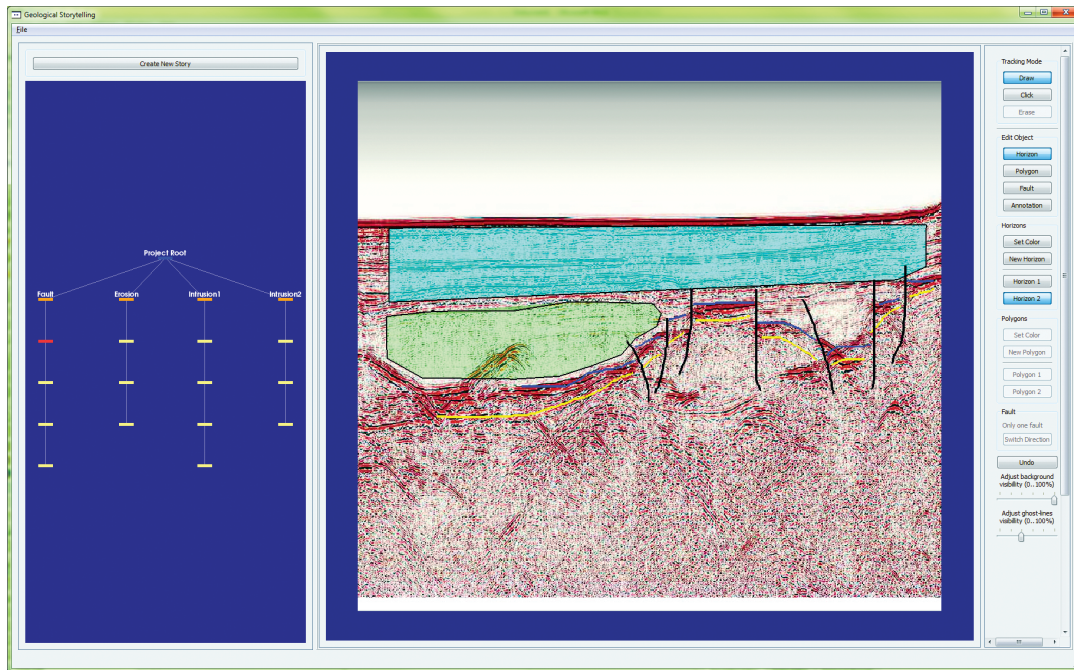 Geological Storytelling
File
Create New Story
Project Root
Fault
Erosion
Intrusion1
Intrusion2
Tracking Mode
Draw
Click
Erase
Edit Object
Horizon
Polygon
Fault
Annotation
Horizons
Set Color
New Horizon
Horizon 1
Horizon 2
Polygons
Set Color
New Polygon
Polygon 1
Polygon 2
Fault
Only one fault
Switch Direction
Undo
Adjust background
visibility (0..100%)
Adjust ghost-lines
visibility (0..100%)